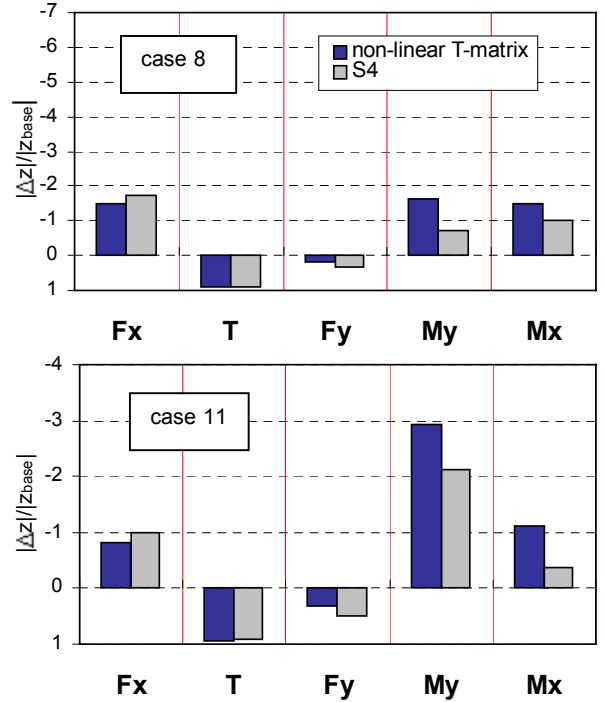 -7
-6
-5
-4
-3
-2
-1
0
1
|Δz|/|zbase|
case 8
non-linear T-matrix
S4
Fx T Fy My Mx
-4
-3
-2
-1
0
1
|Δz|/|zbase|
case 11
Fx T Fy My Mx